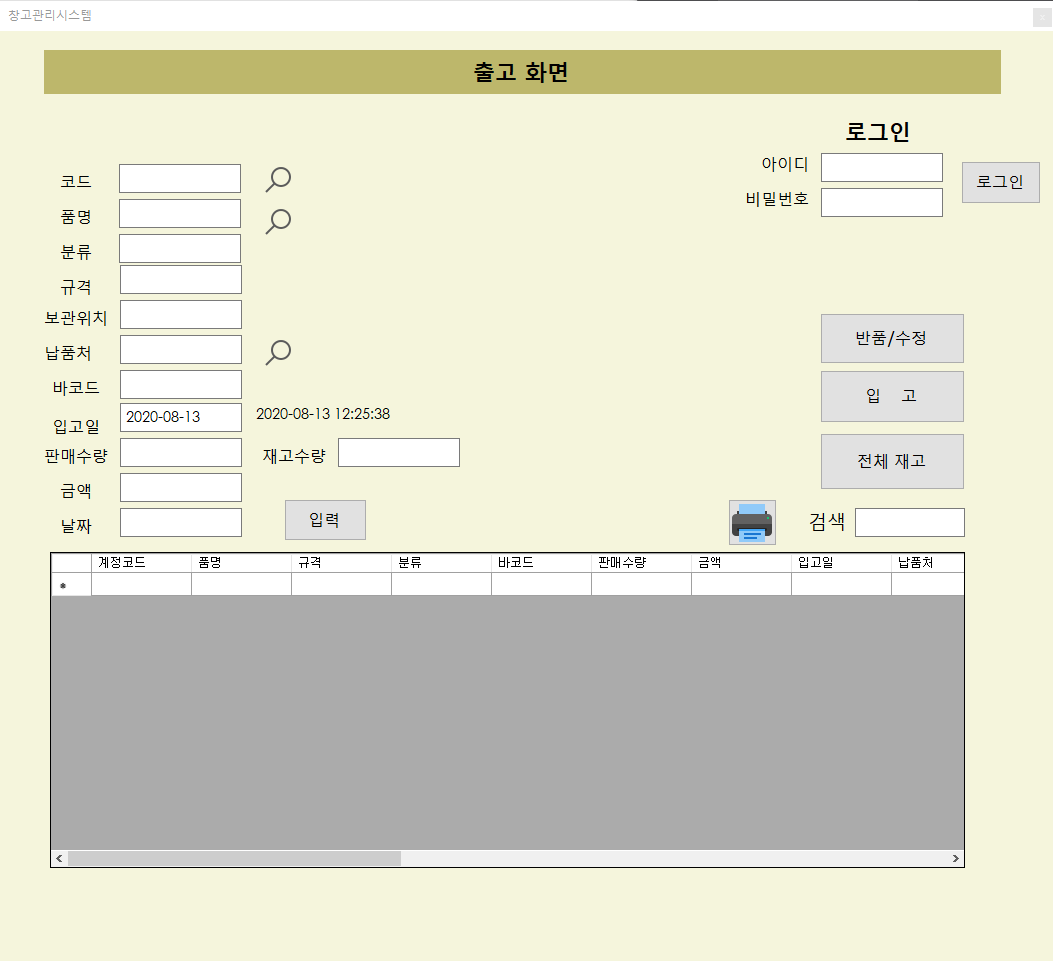 창고관리시스템
출고 화면
로그인
아이디
비밀번호
로그인
코드
품명
분류
규격
보관위치
납품처
바코드
입고일 2020-08-13 2020-08-13 12:25:38
판매수량 재고수량
금액
날짜
입력
반품/수정
입 고
전체 재고
검색
계정코드 품명 규격 분류 바코드 판매수량 금액 입고일 납품처